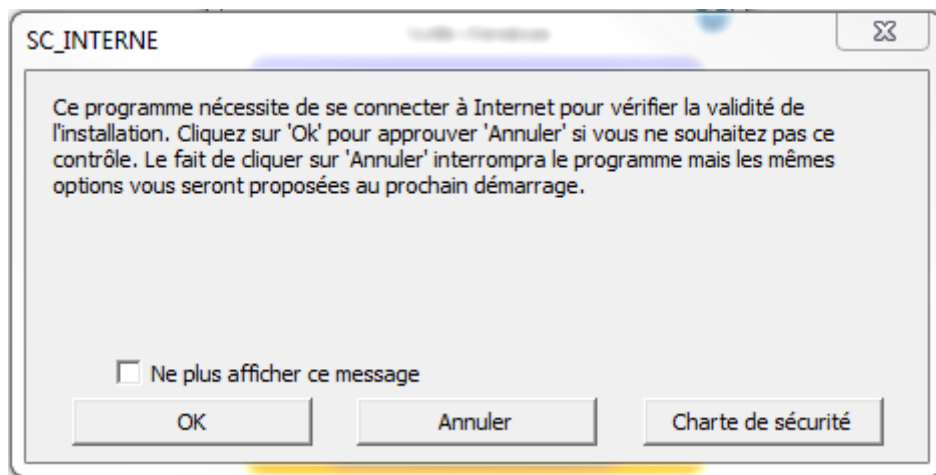 SC_INTERNE
Ce programme nécessite de se connecter à Internet pour vérifier la validité de
l'installation. Cliquez sur 'Ok' pour approuver 'Annuler' si vous ne souhaitez pas ce
contrôle. Le fait de cliquer sur 'Annuler' interrompra le programme mais les mêmes
options vous seront proposées au prochain démarrage.
Ne plus afficher ce message
OK
Annuler
Charte de sécurité